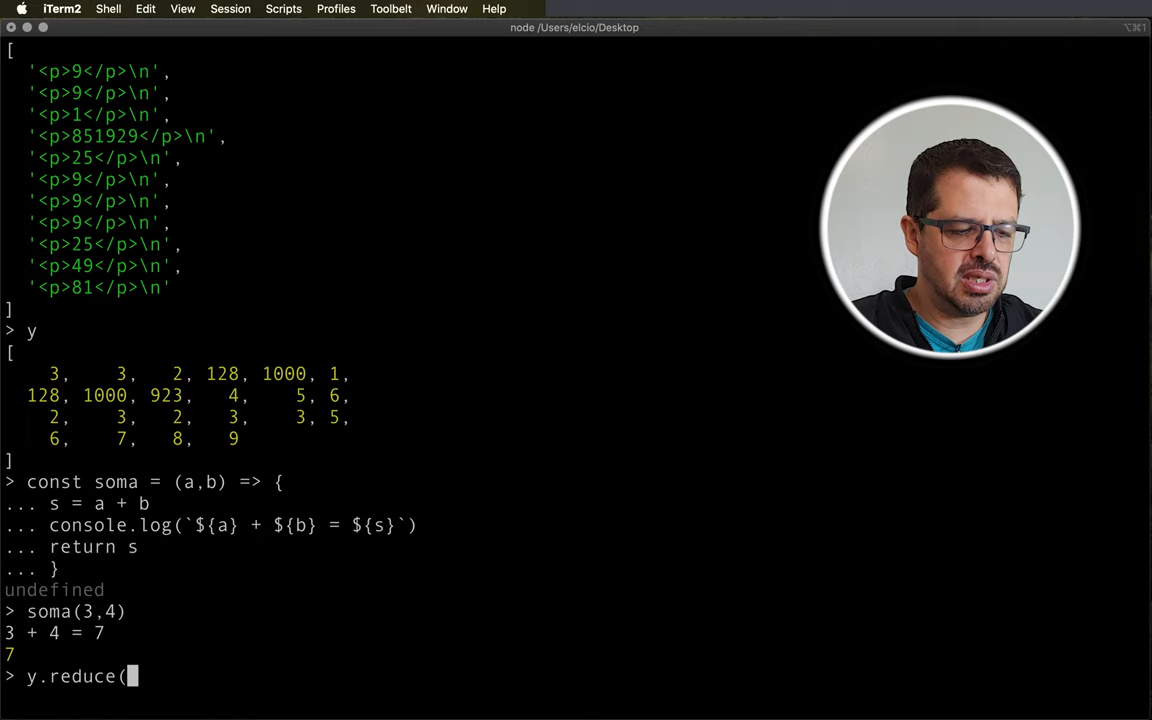 iTerm2 Shell Edit View Session Scripts Profiles Toolbelt Window Help
node /Users/elcio/Desktop
⌥⌘1
[
'<p>9</p>\n',
'<p>9</p>\n',
'<p>1</p>\n',
'<p>851929</p>\n',
'<p>25</p>\n',
'<p>9</p>\n',
'<p>9</p>\n',
'<p>9</p>\n',
'<p>25</p>\n',
'<p>49</p>\n',
'<p>81</p>\n'
]
> y
[
3, 3, 2, 128, 1000, 1,
128, 1000, 923, 4, 5, 6,
2, 3, 2, 3, 3, 5,
6, 7, 8, 9
]
> const soma = (a,b) => {
... s = a + b
... console.log(`${a} + ${b} = ${s}`)
... return s
... }
undefined
> soma(3,4)
3 + 4 = 7
7
> y.reduce(